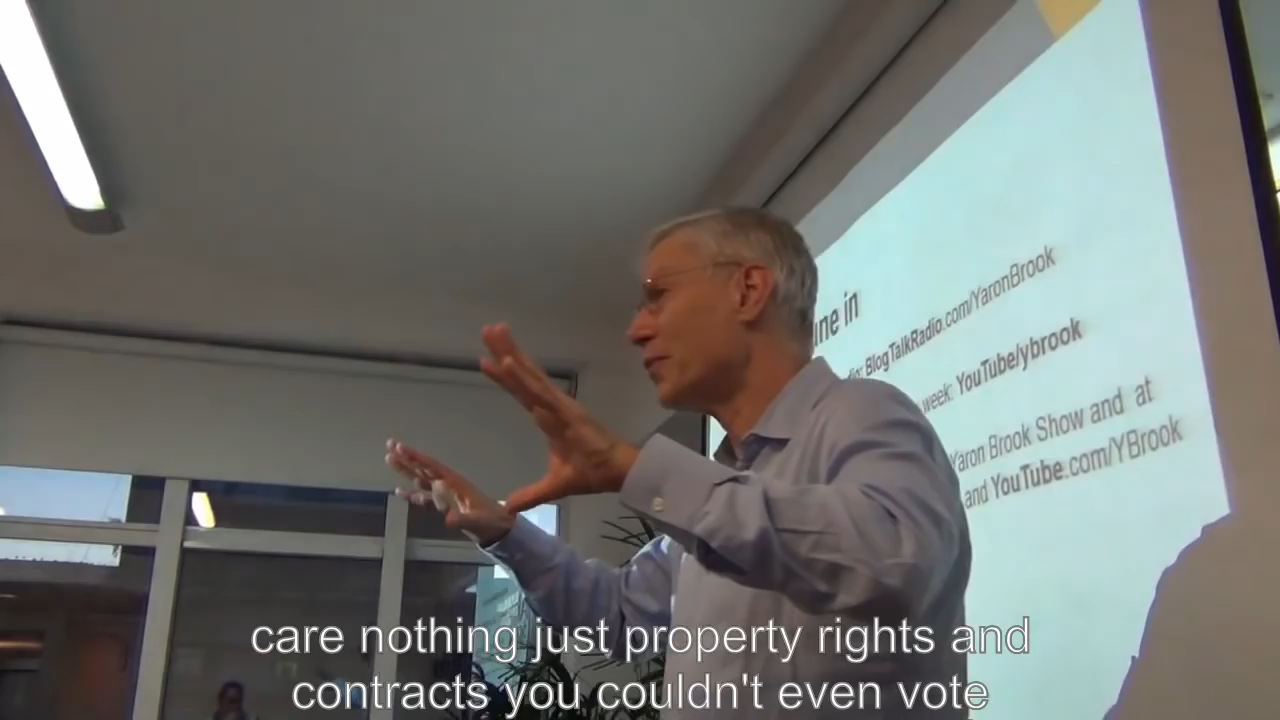 une in
dio: BlogTalkRadio.com/YaronBrook
week: YouTube/ybrook
Yaron Brook Show and at
and YouTube.com/YBrook
care nothing just property rights and
contracts you couldn't even vote